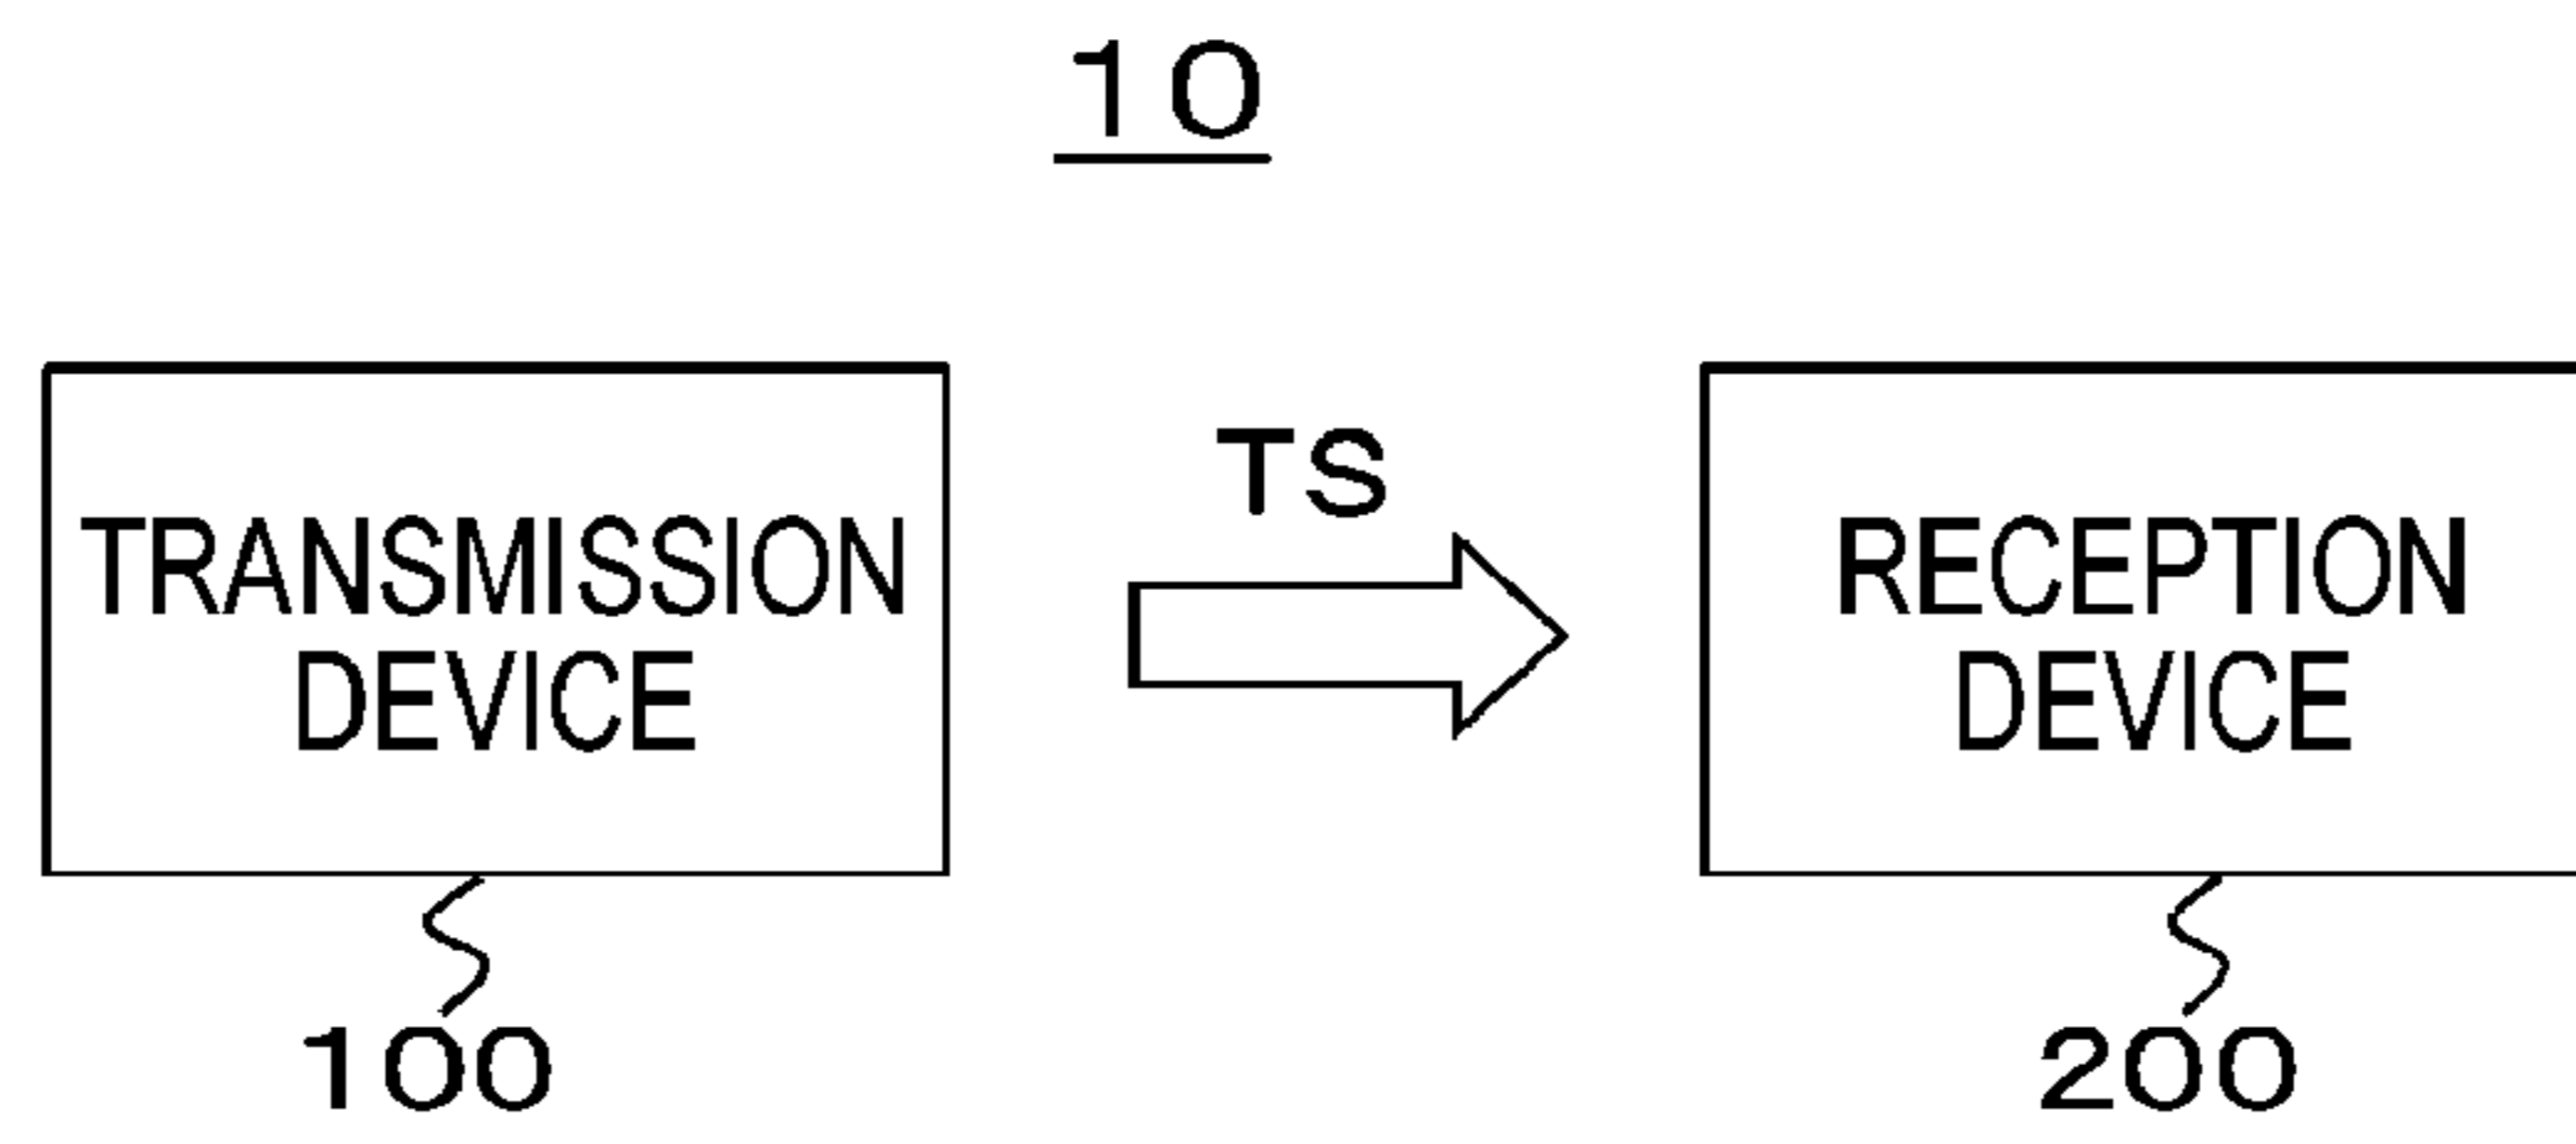 10
TS
TRANSMISSION
DEVICE
RECEPTION
DEVICE
100
200